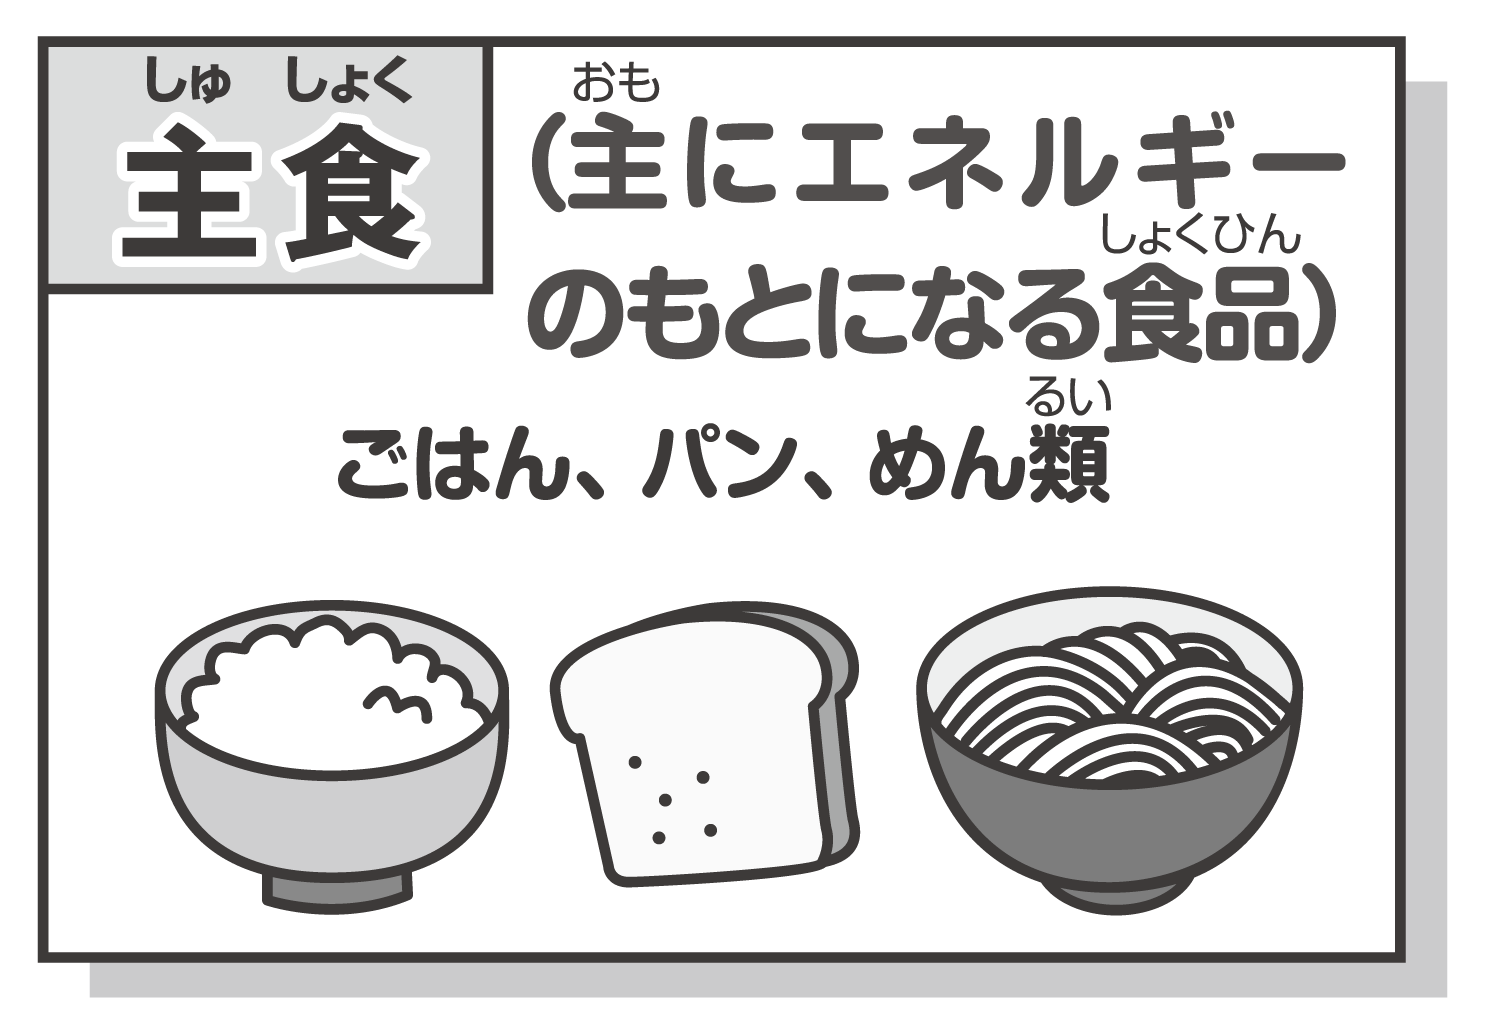 しゅ しょく
主食
おも
(主にエネルギー
しょくひん
のもとになる食品)
るい
ごはん、パン、めん類